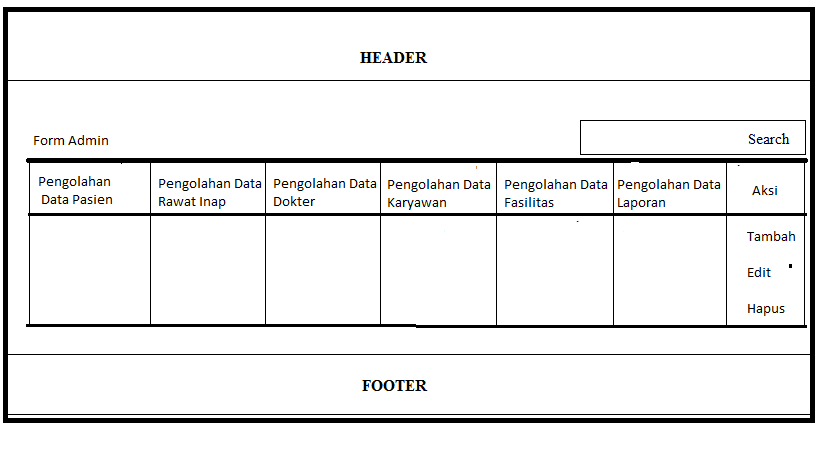 HEADER
Form Admin
Search
Pengolahan
Data Pasien
Pengolahan Data
Rawat Inap
Pengolahan Data
Dokter
Pengolahan Data
Karyawan
Pengolahan Data
Fasilitas
Pengolahan Data
Laporan
Aksi
Tambah
Edit
Hapus
FOOTER